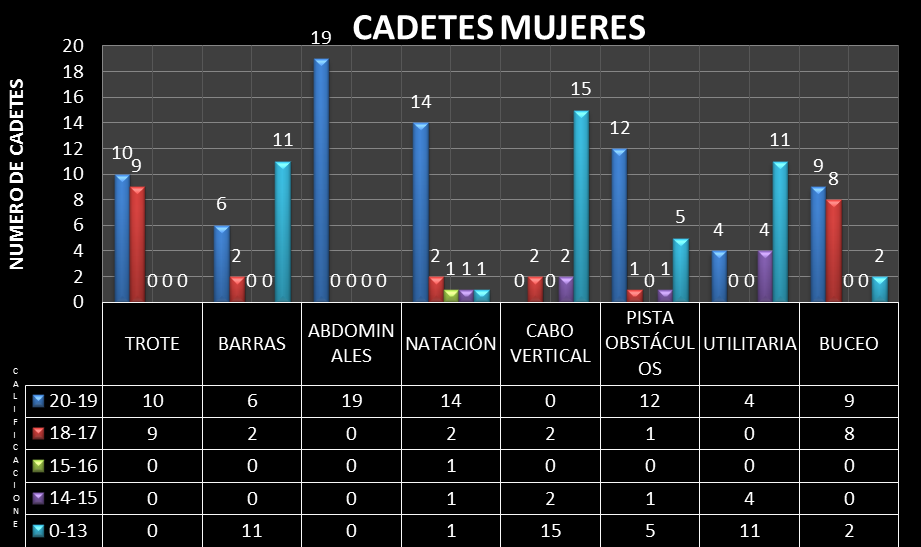 CADETES MUJERES
NUMERO DE CADETES
20
18
16
14
12
10
8
6
4
2
0
10 9 0 0 0
6 2 0 0 11
19 0 0 0 0
14 2 1 1 1
0 2 0 2 15
12 1 0 1 5
4 0 0 4 11
9 8 0 0 2
TROTE
BARRAS
ABDOMIN
ALES
NATACIÓN
CABO
VERTICAL
PISTA
OBSTÁCUL
OS
UTILITARIA
BUCEO
CALIFICACIONE
20-19 10 6 19 14 0 12 4 9
18-17 9 2 0 2 2 1 0 8
15-16 0 0 0 1 0 0 0 0
14-15 0 0 0 1 2 1 4 0
0-13 0 11 0 1 15 5 11 2